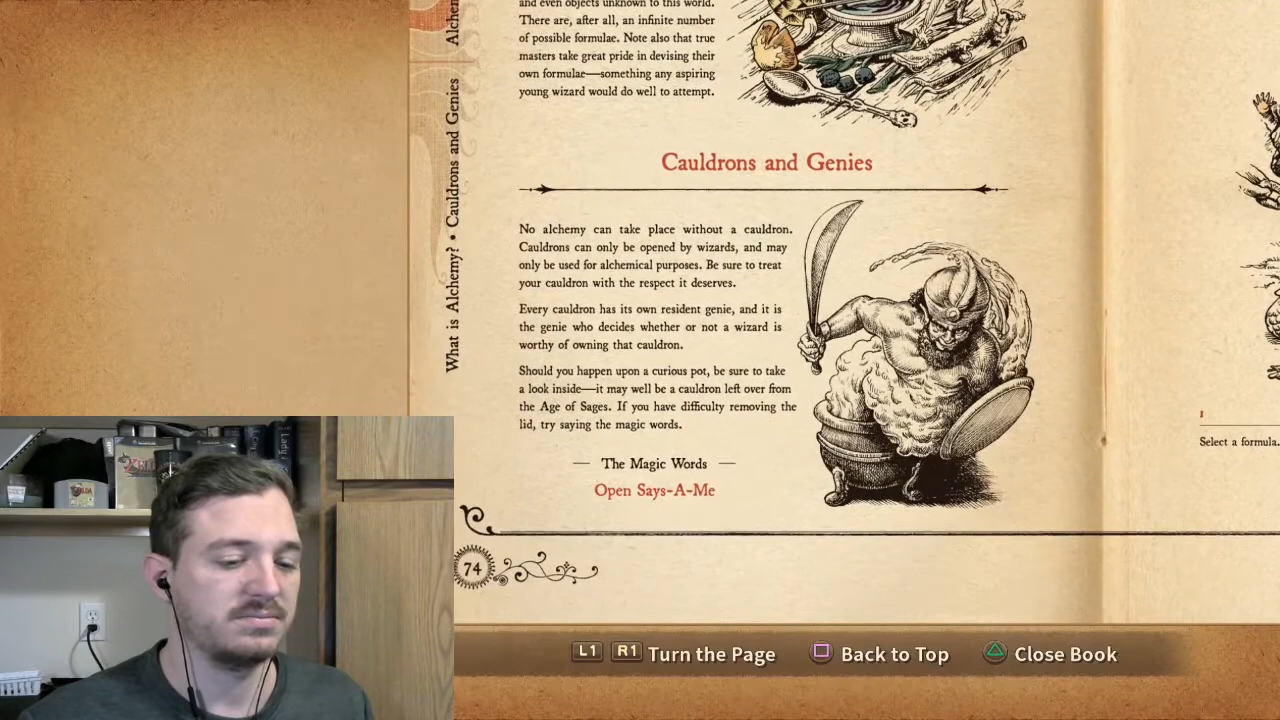 and even objects unknown to this world.
There are, after all, an infinite number
of possible formulae. Note also that true
masters take great pride in devising their
own formulae—something any aspiring
young wizard would do well to attempt.
Cauldrons and Genies
No alchemy can take place without a cauldron.
Cauldrons can only be opened by wizards, and may
only be used for alchemical purposes. Be sure to treat
your cauldron with the respect it deserves.
Every cauldron has its own resident genie, and it is
the genie who decides whether or not a wizard is
worthy of owning that cauldron.
Should you happen upon a curious pot, be sure to take
a look inside—it may well be a cauldron left over from
the Age of Sages. If you have difficulty removing the
lid, try saying the magic words.
— The Magic Words —
Open Says-A-Me
What is Alchemy? • Cauldrons and Genies
Alchem
74
1
Select a formula.
L1 R1 Turn the Page
Back to Top
Close Book